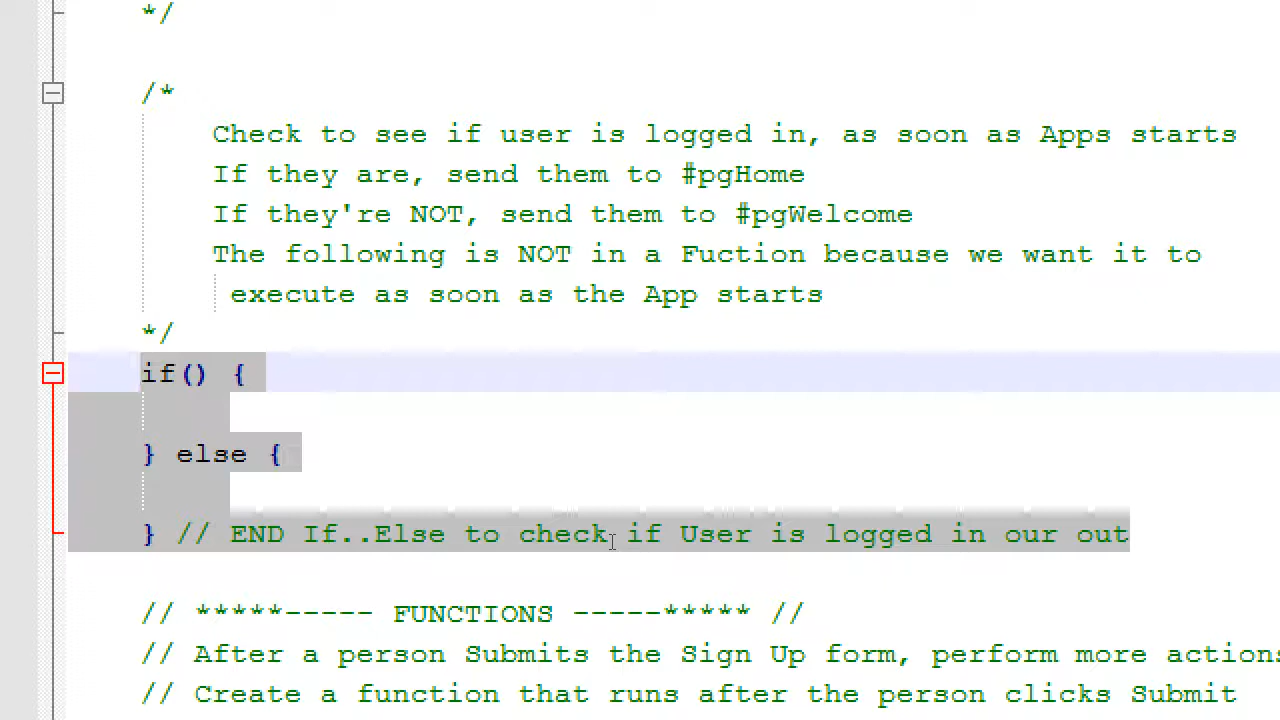 */
/*
Check to see if user is logged in, as soon as Apps starts
If they are, send them to #pgHome
If they're NOT, send them to #pgWelcome
The following is NOT in a Fuction because we want it to
execute as soon as the App starts
*/
if() {
} else {
} // END If..Else to check if User is logged in our out
// *****----- FUNCTIONS -----***** //
// After a person Submits the Sign Up form, perform more actions
// Create a function that runs after the person clicks Submit